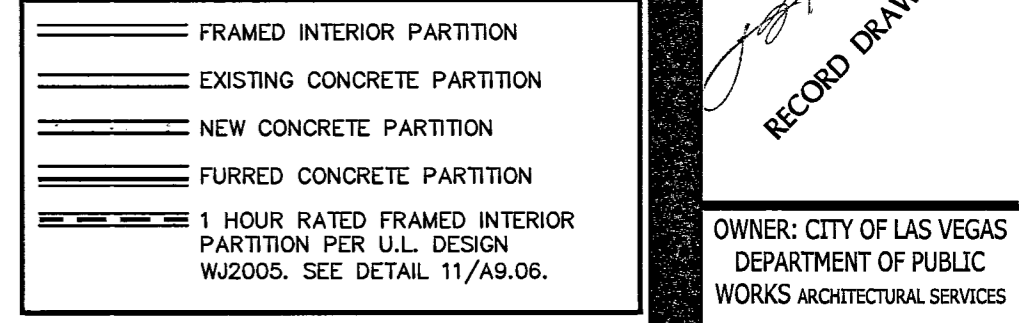 FRAMED INTERIOR PARTITION
EXISTING CONCRETE PARTITION
NEW CONCRETE PARTITION
FURRED CONCRETE PARTITION
1 HOUR RATED FRAMED INTERIOR
PARTITION PER U.L. DESIGN
WJ2005. SEE DETAIL 11/A9.06.
RECORD
OWNER: CITY OF LAS VEGAS
DEPARTMENT OF PUBLIC
WORKS ARCHITECTURAL SERVICES